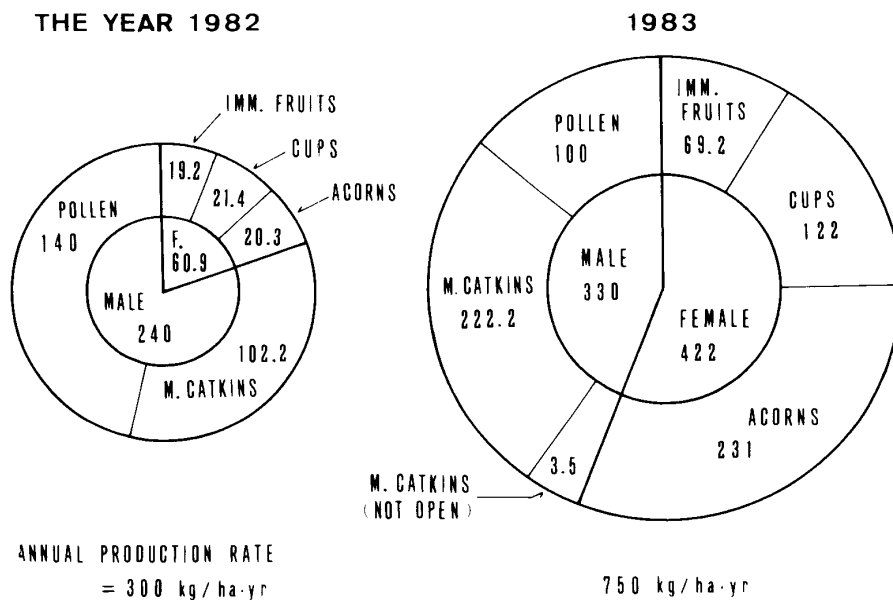 THE YEAR 1982
IMM. FRUITS
CUPS
ACORNS
19.2
21.4
20.3
POLLEN
140
F.
60.9
MALE
240
102.2
M. CATKINS
ANNUAL PRODUCTION RATE
= 300 kg/ha·yr
1983
IMM.
FRUITS
69.2
POLLEN
100
CUPS
122
MALE
330
M. CATKINS
222.2
FEMALE
422
ACORNS
231
3.5
M. CATKINS
(NOT OPEN)
750 kg/ha·yr